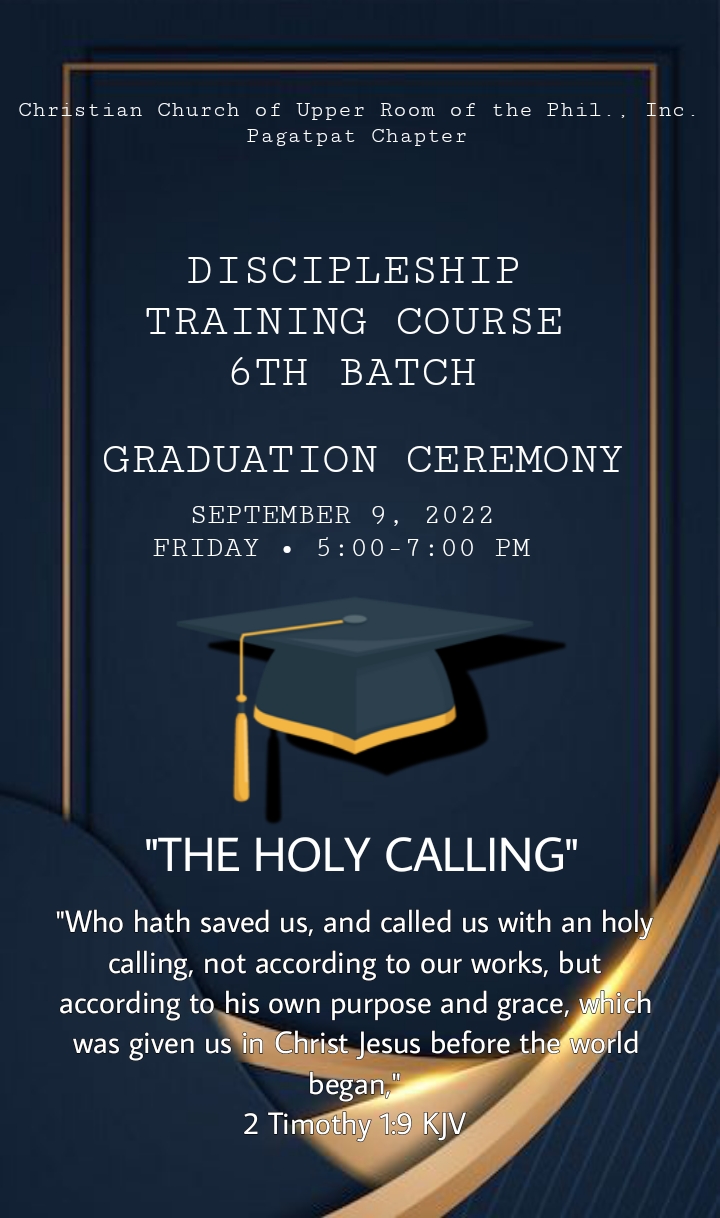 Christian Church of Upper Room of the Phil., Inc.
Pagatpat Chapter
DISCIPLESHIP
TRAINING COURSE
6TH BATCH
GRADUATION CEREMONY
SEPTEMBER 9, 2022
FRIDAY • 5:00-7:00 PM
"THE HOLY CALLING"
"Who hath saved us, and called us with an holy
calling, not according to our works, but
according to his own purpose and grace, which
was given us in Christ Jesus before the world
began,"
2 Timothy 1:9 KJV